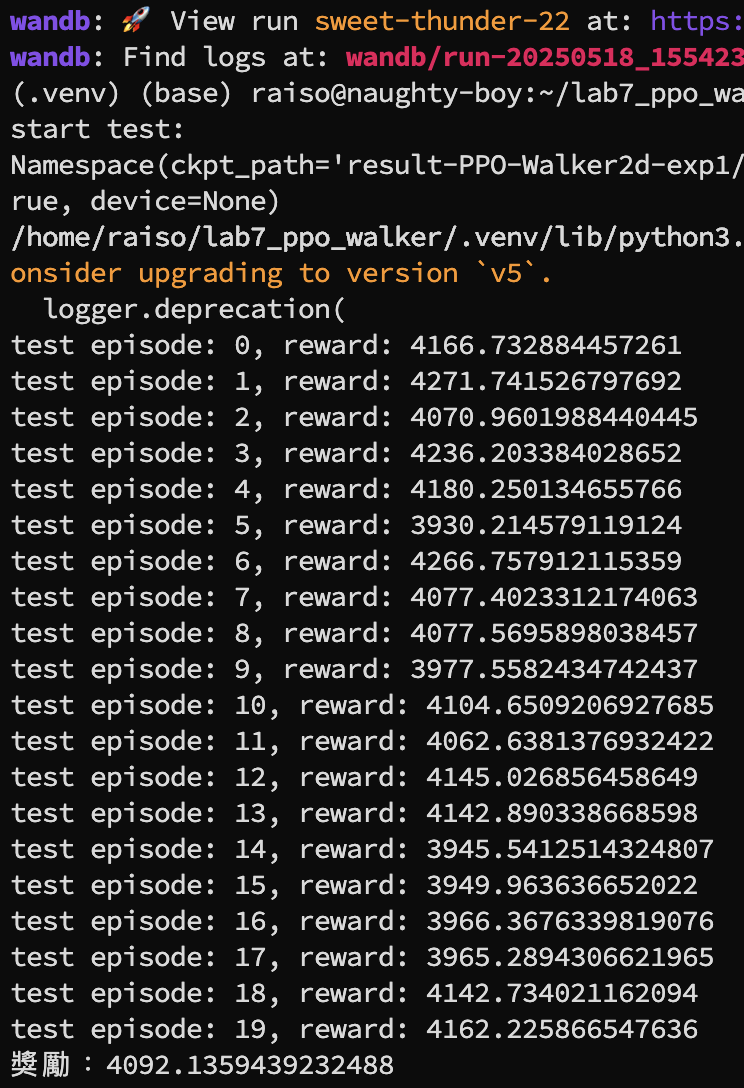 wandb: 🚀 View run sweet-thunder-22 at: https:
wandb: Find logs at: wandb/run-20250518_155423
(.venv) (base) raiso@naughty-boy:~/lab7_ppo_wa
start test:
Namespace(ckpt_path='result-PPO-Walker2d-exp1/
rue, device=None)
/home/raiso/lab7_ppo_walker/.venv/lib/python3.
onsider upgrading to version `v5`.
  logger.deprecation(
test episode: 0, reward: 4166.732884457261
test episode: 1, reward: 4271.741526797692
test episode: 2, reward: 4070.9601988440445
test episode: 3, reward: 4236.203384028652
test episode: 4, reward: 4180.250134655766
test episode: 5, reward: 3930.214579119124
test episode: 6, reward: 4266.757912115359
test episode: 7, reward: 4077.4023312174063
test episode: 8, reward: 4077.5695898038457
test episode: 9, reward: 3977.5582434742437
test episode: 10, reward: 4104.6509206927685
test episode: 11, reward: 4062.6381376932422
test episode: 12, reward: 4145.026856458649
test episode: 13, reward: 4142.890338668598
test episode: 14, reward: 3945.5412514324807
test episode: 15, reward: 3949.963636652022
test episode: 16, reward: 3966.3676339819076
test episode: 17, reward: 3965.2894306621965
test episode: 18, reward: 4142.734021162094
test episode: 19, reward: 4162.225866547636
獎勵：4092.1359439232488